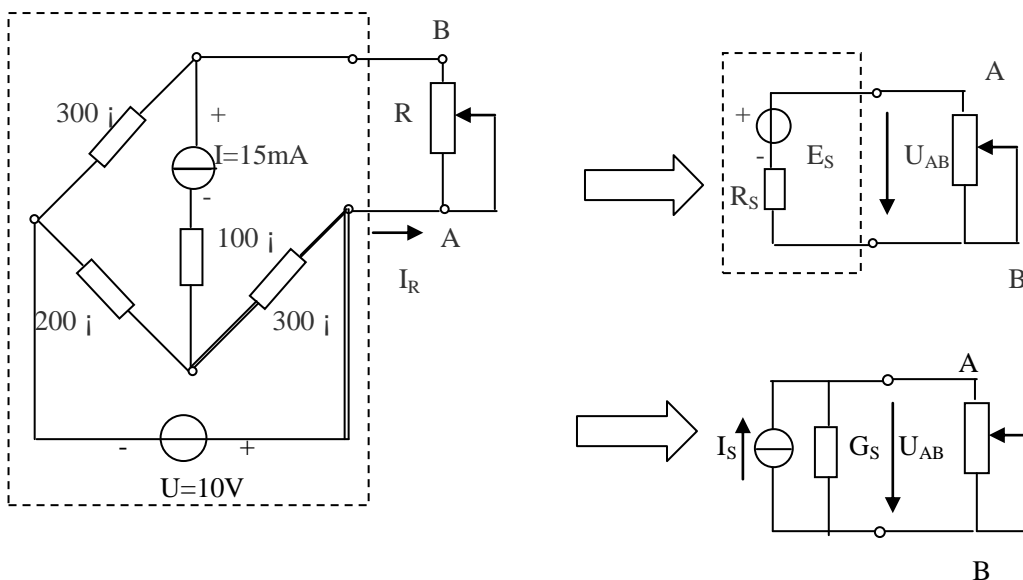 B
300 ¡
+
I=15mA
-
R
100 ¡
A
I_R
200 ¡
300 ¡
-
+
U=10V
A
+
-
E_S
U_AB
R_S
B
A
I_S
G_S
U_AB
B